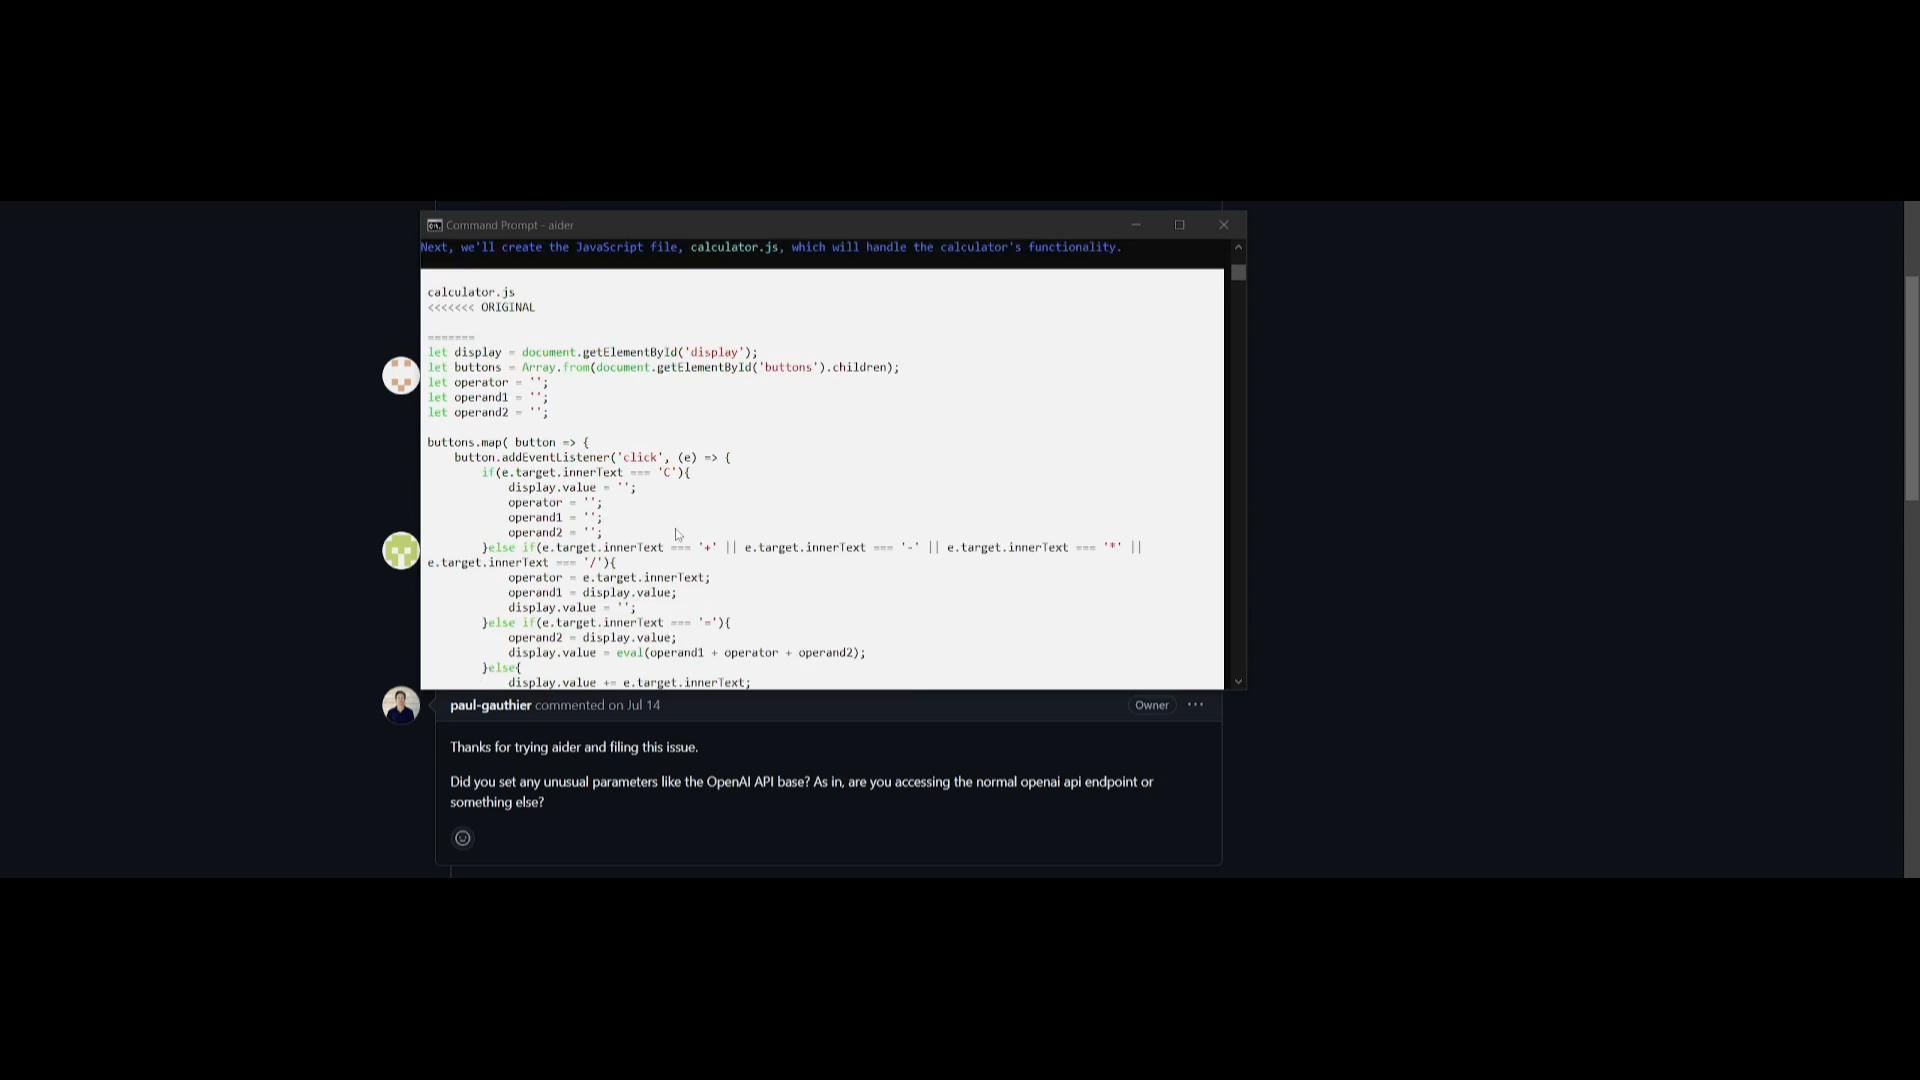 Command Prompt - aider
Next, we'll create the JavaScript file, calculator.js, which will handle the calculator's functionality.
calculator.js
<<<<<<< ORIGINAL
=======
let display = document.getElementById('display');
let buttons = Array.from(document.getElementById('buttons').children);
let operator = '';
let operand1 = '';
let operand2 = '';
buttons.map( button => {
    button.addEventListener('click', (e) => {
        if(e.target.innerText === 'C'){
            display.value = '';
            operator = '';
            operand1 = '';
            operand2 = '';
        }else if(e.target.innerText === '+' || e.target.innerText === '-' || e.target.innerText === '*' ||
e.target.innerText === '/'){
            operator = e.target.innerText;
            operand1 = display.value;
            display.value = '';
        }else if(e.target.innerText === '='){
            operand2 = display.value;
            display.value = eval(operand1 + operator + operand2);
        }else{
            display.value += e.target.innerText;
paul-gauthier commented on Jul 14 Owner ···
Thanks for trying aider and filing this issue.
Did you set any unusual parameters like the OpenAI API base? As in, are you accessing the normal openai api endpoint or
something else?